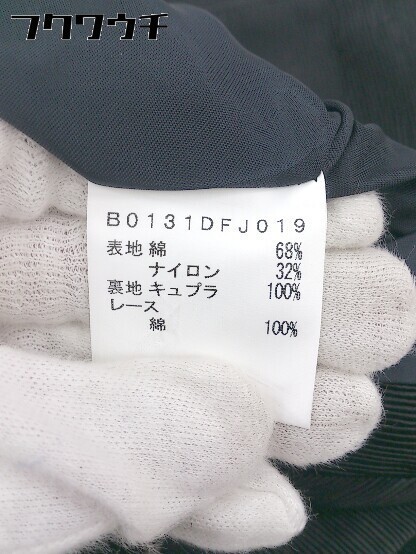 フクワウチ
B0131DFJ019
表地 綿 68%
ナイロン 32%
裏地 キュプラ 100%
レース
綿 100%